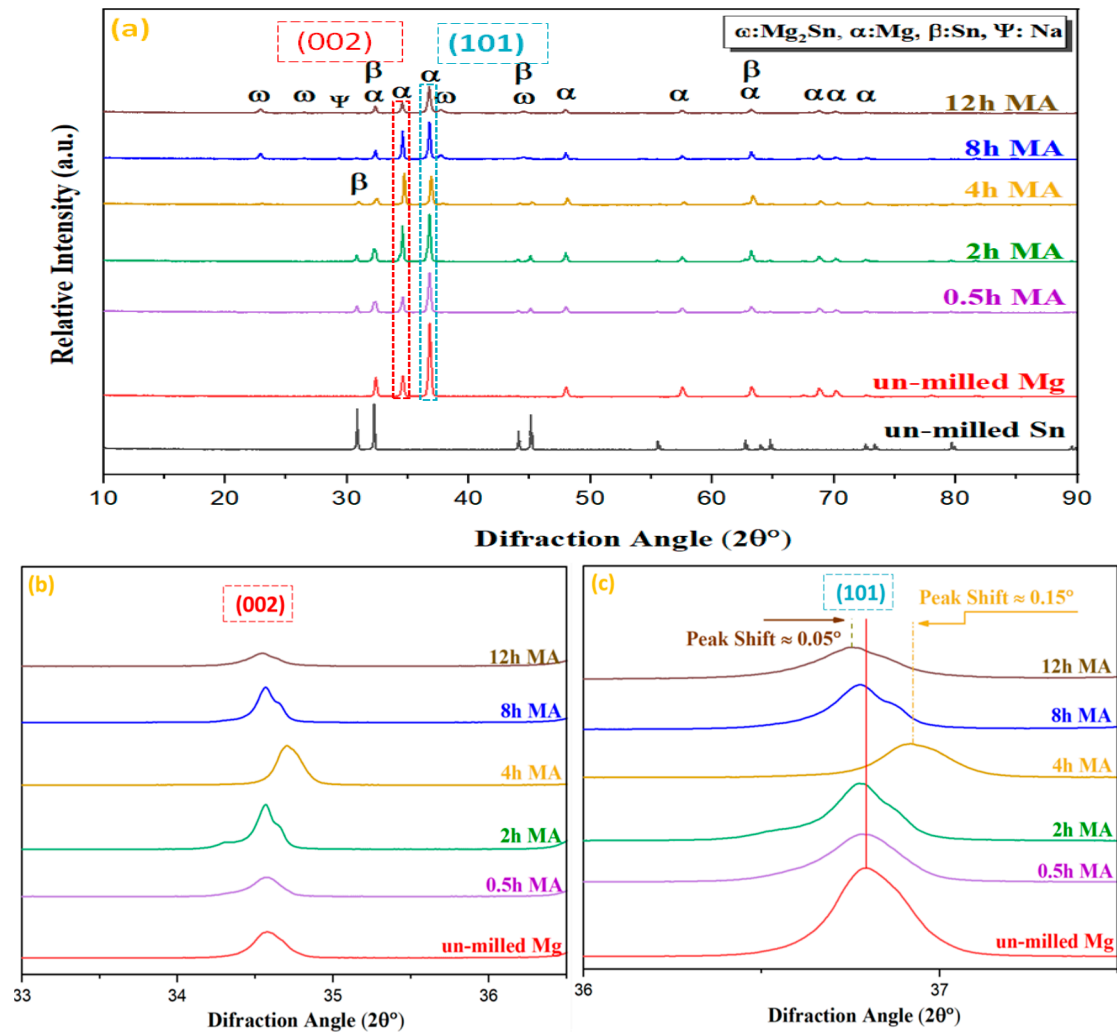 (a)
(002)
(101)
ω:Mg₂Sn, α:Mg, β:Sn, Ψ: Na
β α β β
ω ω Ψ α α ω ω α α α α α α
12h MA
8h MA
β
4h MA
2h MA
0.5h MA
un-milled Mg
un-milled Sn
Relative Intensity (a.u.)
10 20 30 40 50 60 70 80 90
Difraction Angle (2θ°)
(b)
(002)
12h MA
8h MA
4h MA
2h MA
0.5h MA
un-milled Mg
33 34 35 36
Difraction Angle (2θ°)
(c)
(101)
Peak Shift ≈ 0.15°
Peak Shift ≈ 0.05°
12h MA
8h MA
4h MA
2h MA
0.5h MA
un-milled Mg
36 37
Difraction Angle (2θ°)